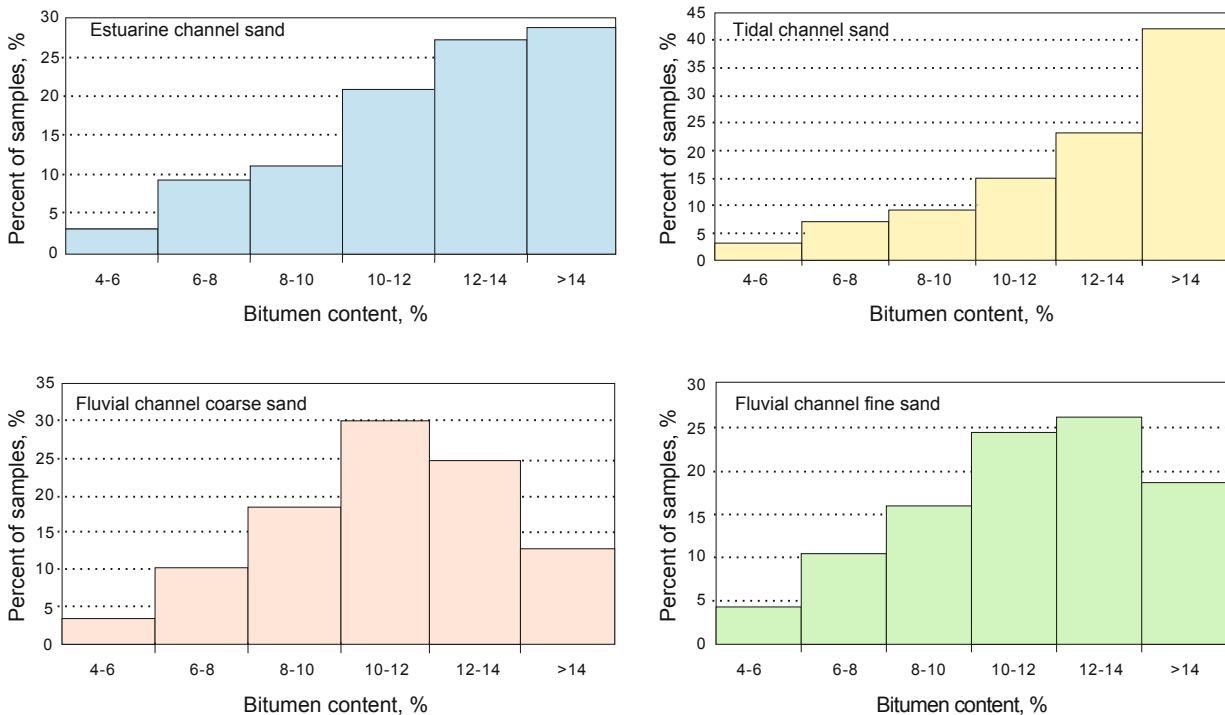 Estuarine channel sand
Percent of samples, %
30
25
20
15
10
5
0
4-6 6-8 8-10 10-12 12-14 >14
Bitumen content, %
Tidal channel sand
Percent of samples, %
45
40
35
30
25
20
15
10
5
0
4-6 6-8 8-10 10-12 12-14 >14
Bitumen content, %
Fluvial channel coarse sand
Percent of samples, %
35
30
25
20
15
10
5
0
4-6 6-8 8-10 10-12 12-14 >14
Bitumen content, %
Fluvial channel fine sand
Percent of samples, %
30
25
20
15
10
5
0
4-6 6-8 8-10 10-12 12-14 >14
Bitumen content, %